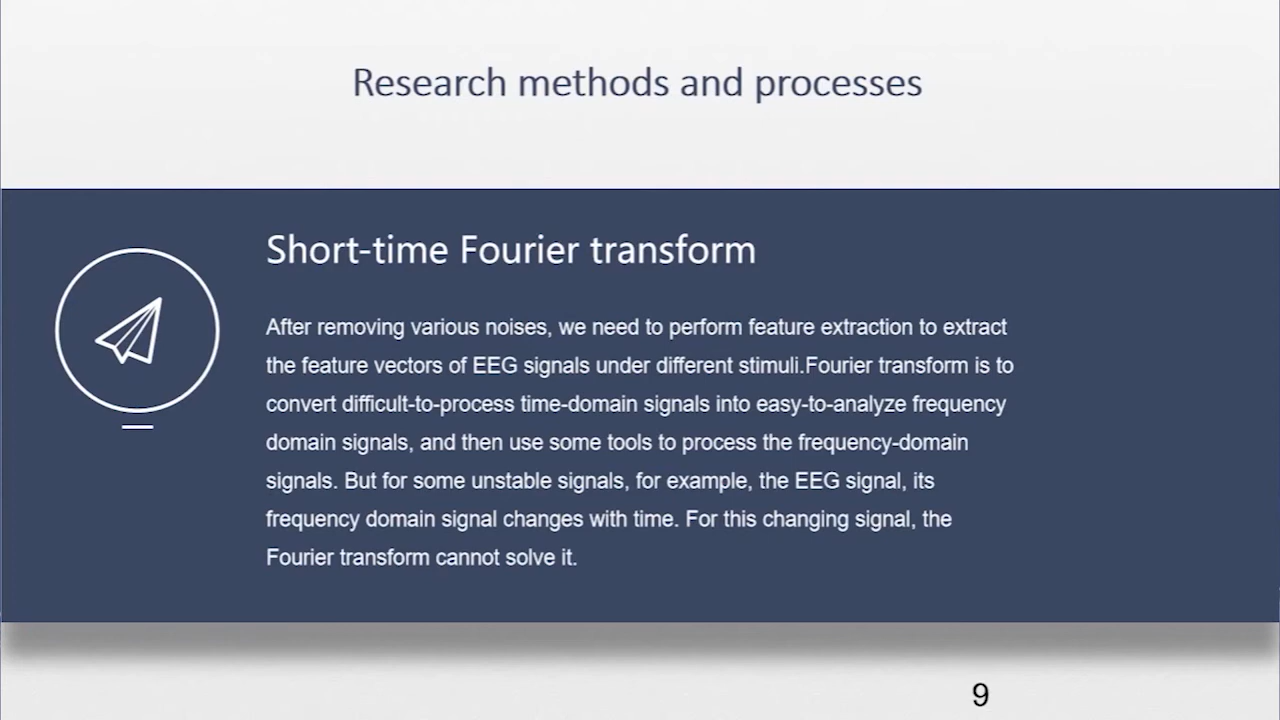 Research methods and processes
Short-time Fourier transform
After removing various noises, we need to perform feature extraction to extract
the feature vectors of EEG signals under different stimuli.Fourier transform is to
convert difficult-to-process time-domain signals into easy-to-analyze frequency
domain signals, and then use some tools to process the frequency-domain
signals. But for some unstable signals, for example, the EEG signal, its
frequency domain signal changes with time. For this changing signal, the
Fourier transform cannot solve it.
9